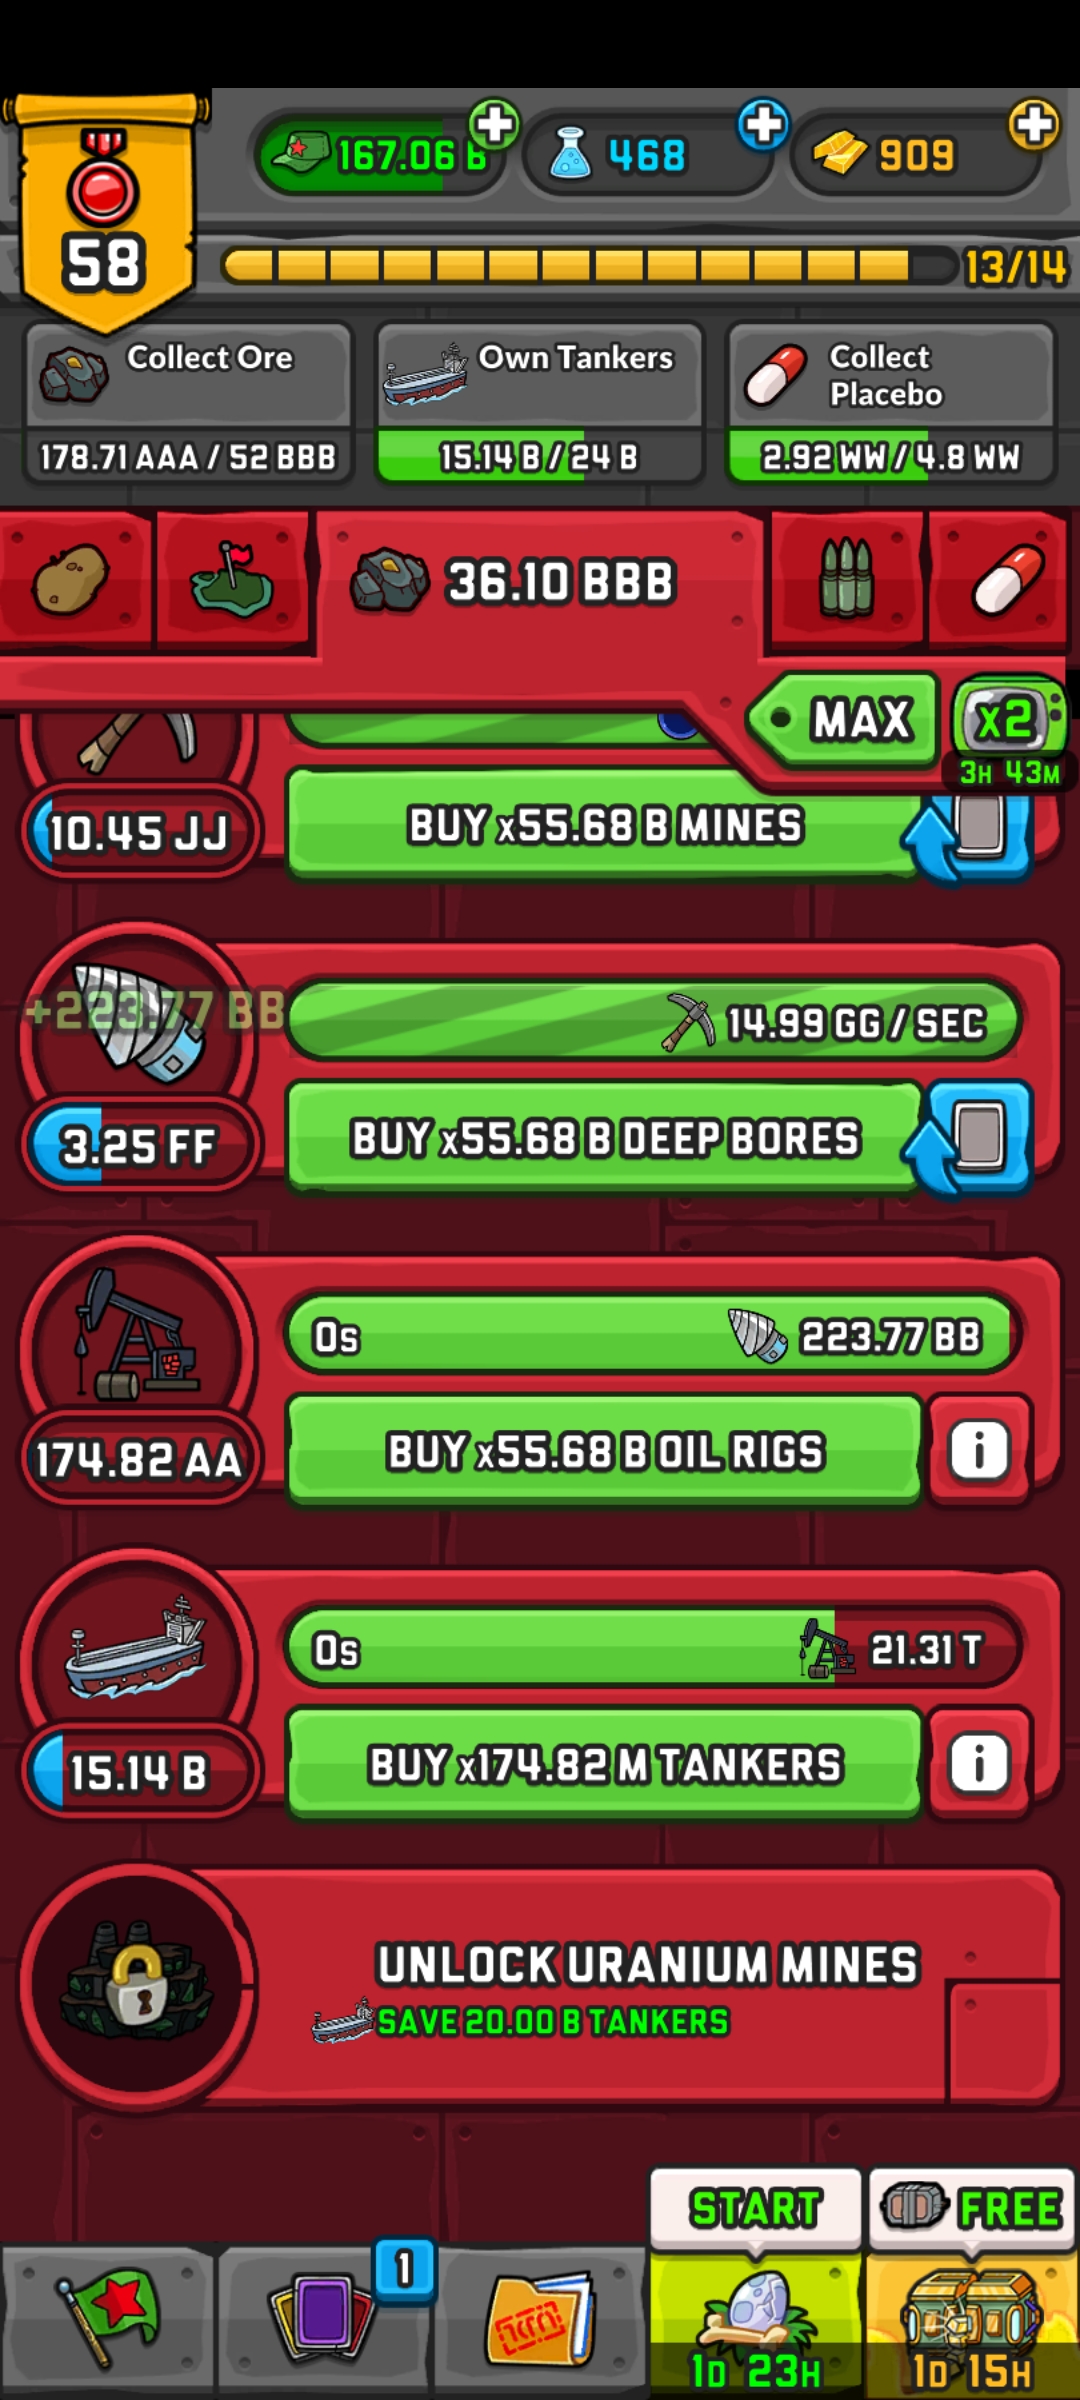 58
167.06 B
468
909
13/14
Collect Ore
178.71 AAA / 52 BBB
Own Tankers
15.14 B / 24 B
Collect
Placebo
2.92 WW / 4.8 WW
36.10 BBB
MAX
x2
3H 43M
10.45 JJ
BUY x55.68 B MINES
+223.77 BB
14.99 GG / SEC
3.25 FF
BUY x55.68 B DEEP BORES
0s
223.77 BB
174.82 AA
BUY x55.68 B OIL RIGS
i
0s
21.31 T
15.14 B
BUY x174.82 M TANKERS
i
UNLOCK URANIUM MINES
SAVE 20.00 B TANKERS
START
FREE
1
1D 23H
1D 15H